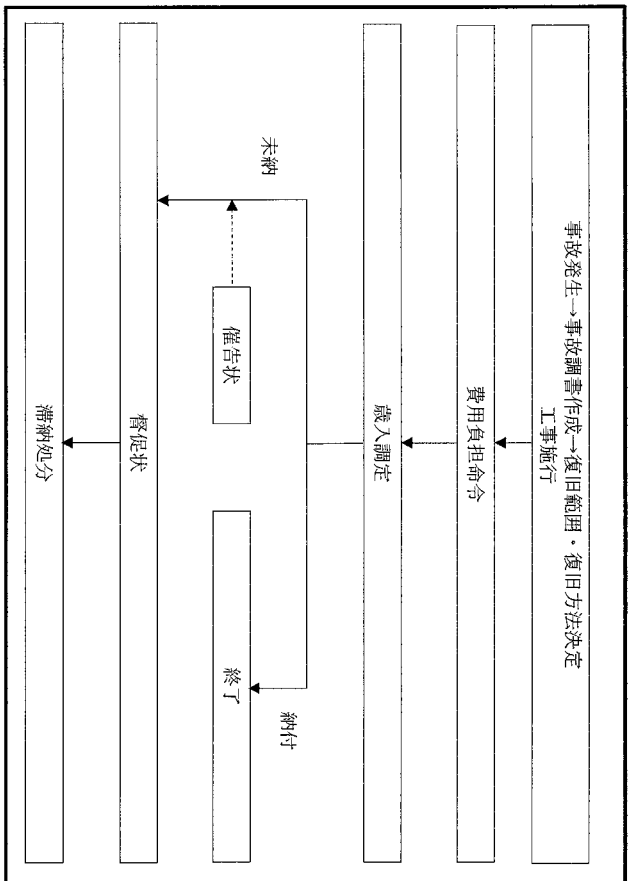 事故発生→事故調書作成→復旧範囲・復旧方法決定
工事施行
費用負担命令
歳入調定
未納
納付
催告状
終了
督促状
滞納処分